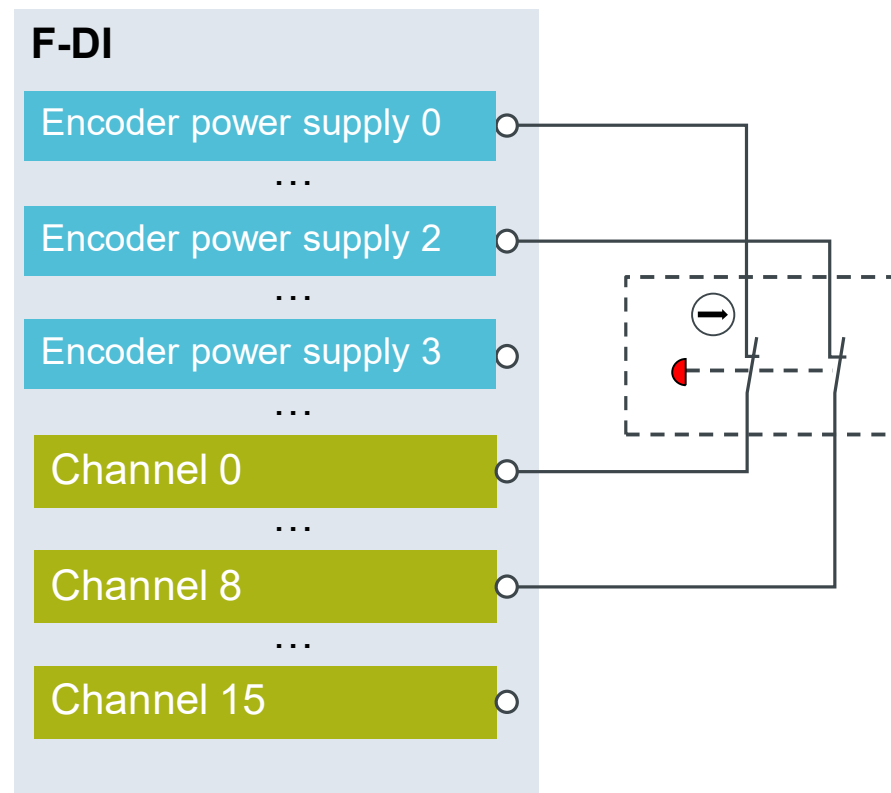 F-DI
Encoder power supply 0
...
Encoder power supply 2
...
Encoder power supply 3
...
Channel 0
...
Channel 8
...
Channel 15